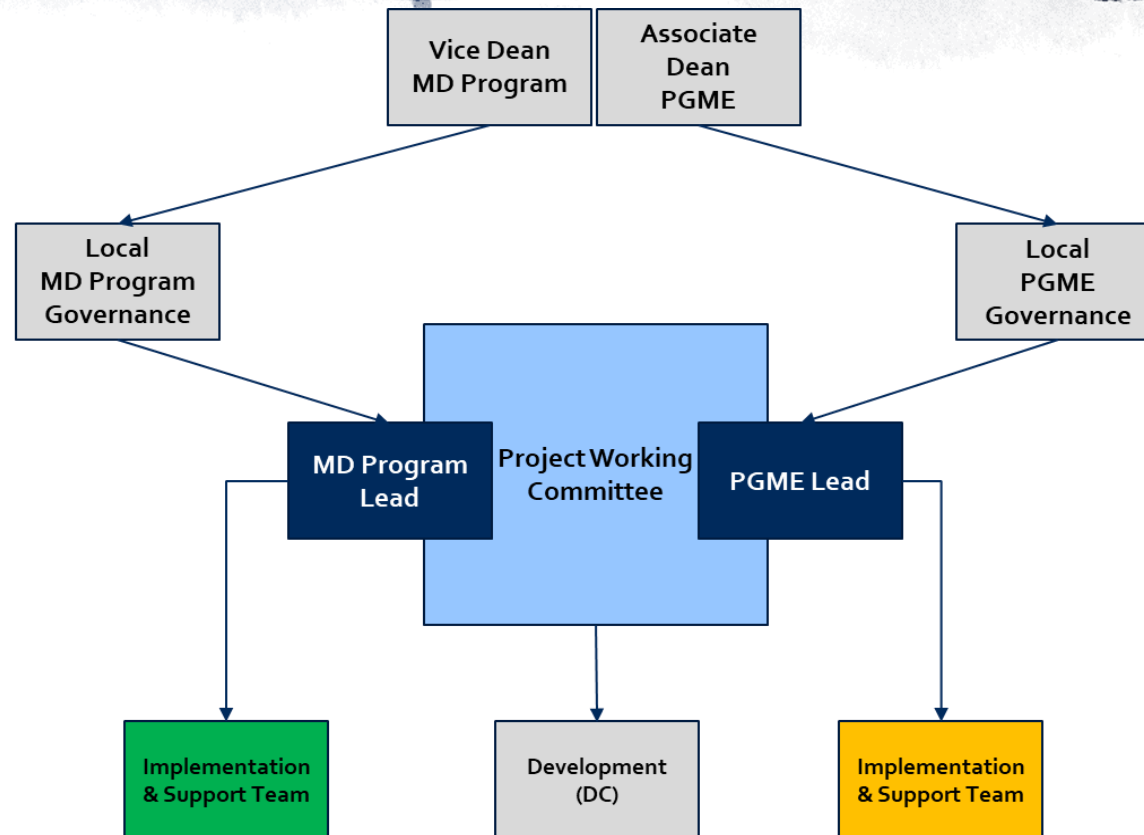 Vice Dean
MD Program
Associate
Dean
PGME
Local
MD Program
Governance
Local
PGME
Governance
MD Program
Lead
Project Working
Committee
PGME Lead
Implementation
& Support Team
Development
(DC)
Implementation
& Support Team